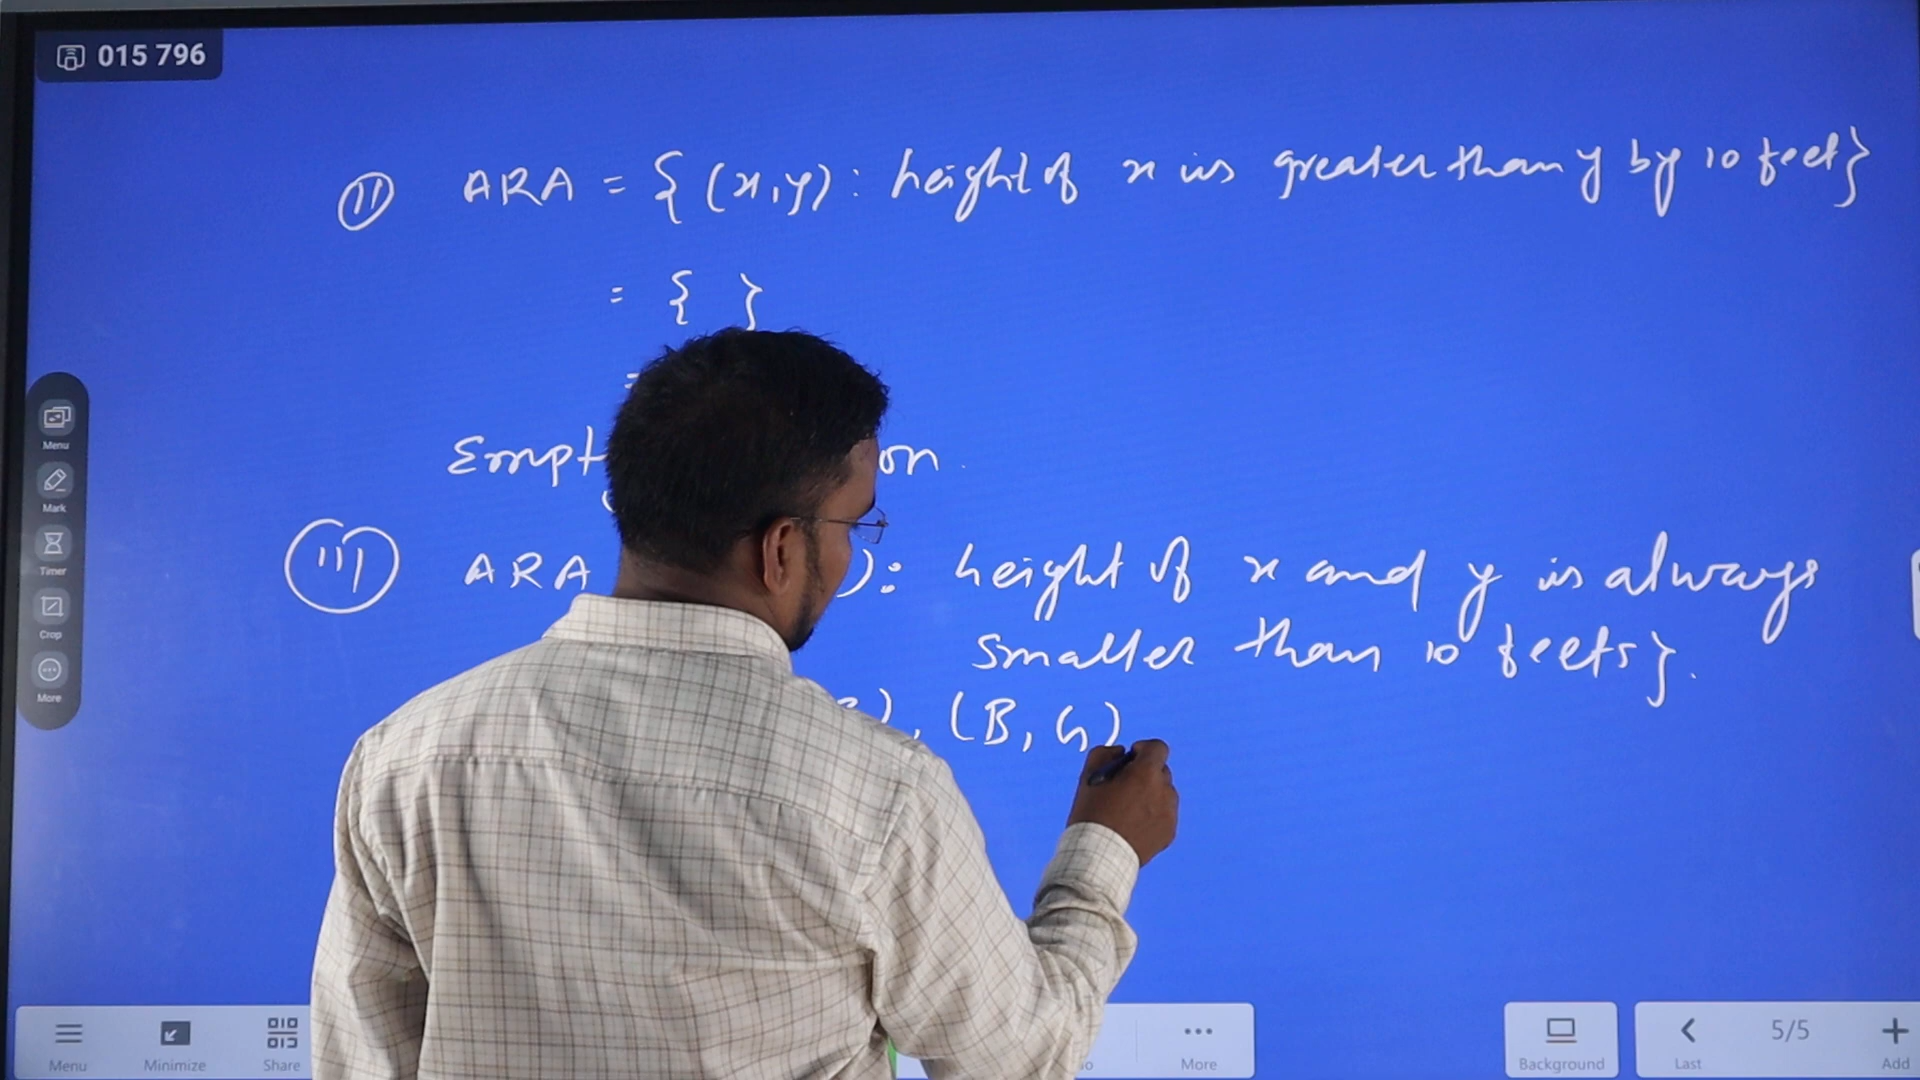 015 796
(ii) ARA = { (x,y) : height of x is greater than y by 10 feet}
= { }
=
on.
(iii) ARA ): height of x and y is always
smaller than 10 feets}.
), (B, G)
Menu
Mark
Timer
Crop
More
Menu Minimize Share More Background Last 5/5 Add